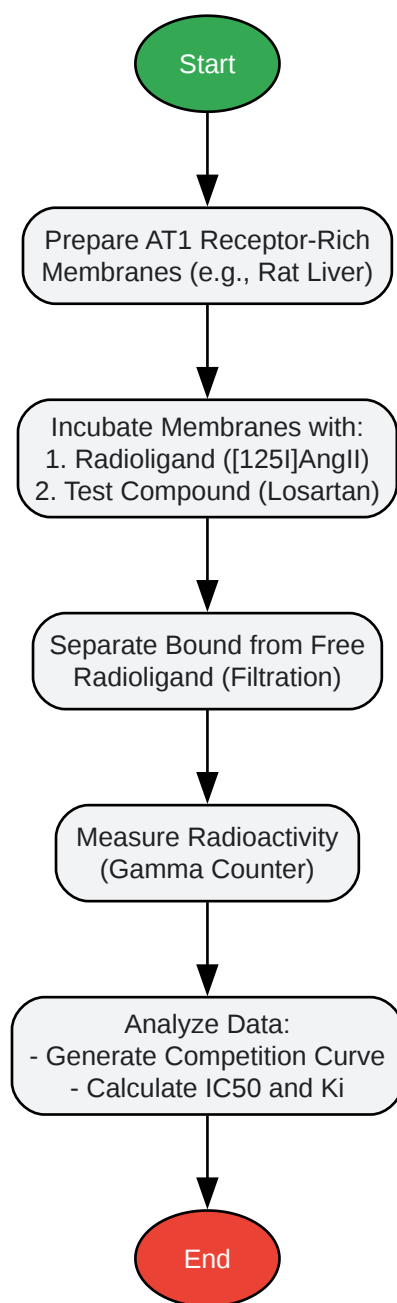 Start
Prepare AT1 Receptor-Rich
Membranes (e.g., Rat Liver)
Incubate Membranes with:
1. Radioligand ([125I]AngII)
2. Test Compound (Losartan)
Separate Bound from Free
Radioligand (Filtration)
Measure Radioactivity
(Gamma Counter)
Analyze Data:
- Generate Competition Curve
- Calculate IC50 and Ki
End